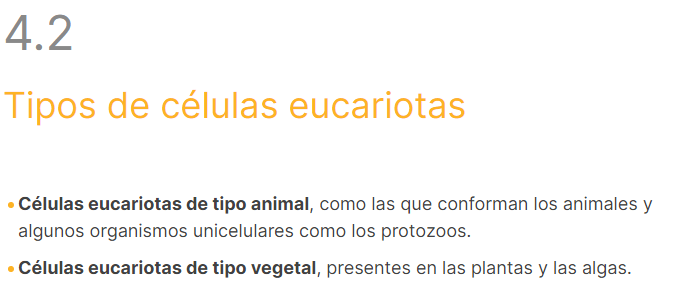 4.2
Tipos de células eucariotas
• Células eucariotas de tipo animal, como las que conforman los animales y
algunos organismos unicelulares como los protozoos.
• Células eucariotas de tipo vegetal, presentes en las plantas y las algas.